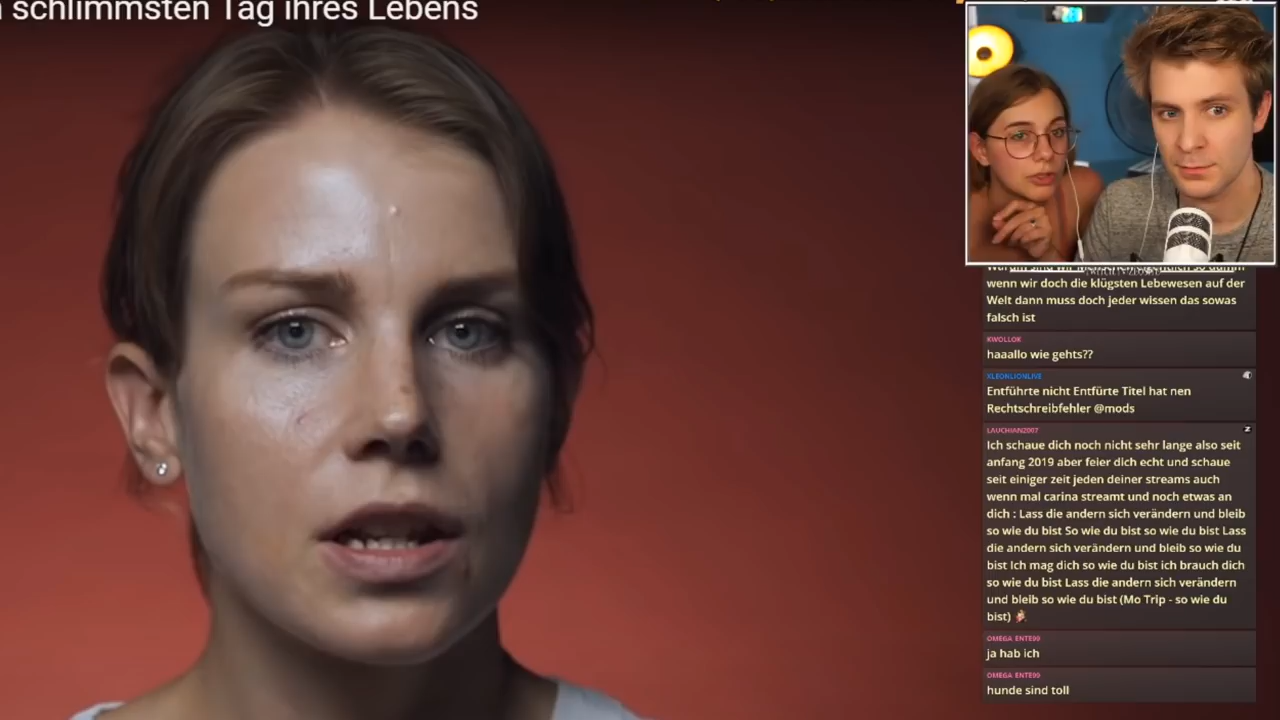 schlimmsten Tag ihres Lebens
wenn wir doch die klügsten Lebewesen auf der
Welt dann muss doch jeder wissen das sowas
falsch ist
KWOLLOK
haaallo wie gehts??
XLEONLIONLIVE
Entführte nicht Entfürte Titel hat nen
Rechtschreibfehler @mods
LAUCHIAN2007
Ich schaue dich noch nicht sehr lange also seit
anfang 2019 aber feier dich echt und schaue
seit einiger zeit jeden deiner streams auch
wenn mal carina streamt und noch etwas an
dich : Lass die andern sich verändern und bleib
so wie du bist So wie du bist so wie du bist Lass
die andern sich verändern und bleib so wie du
bist Ich mag dich so wie du bist ich brauch dich
so wie du bist Lass die andern sich verändern
und bleib so wie du bist (Mo Trip - so wie du
bist)
OMEGA_ENTE99
ja hab ich
OMEGA_ENTE99
hunde sind toll